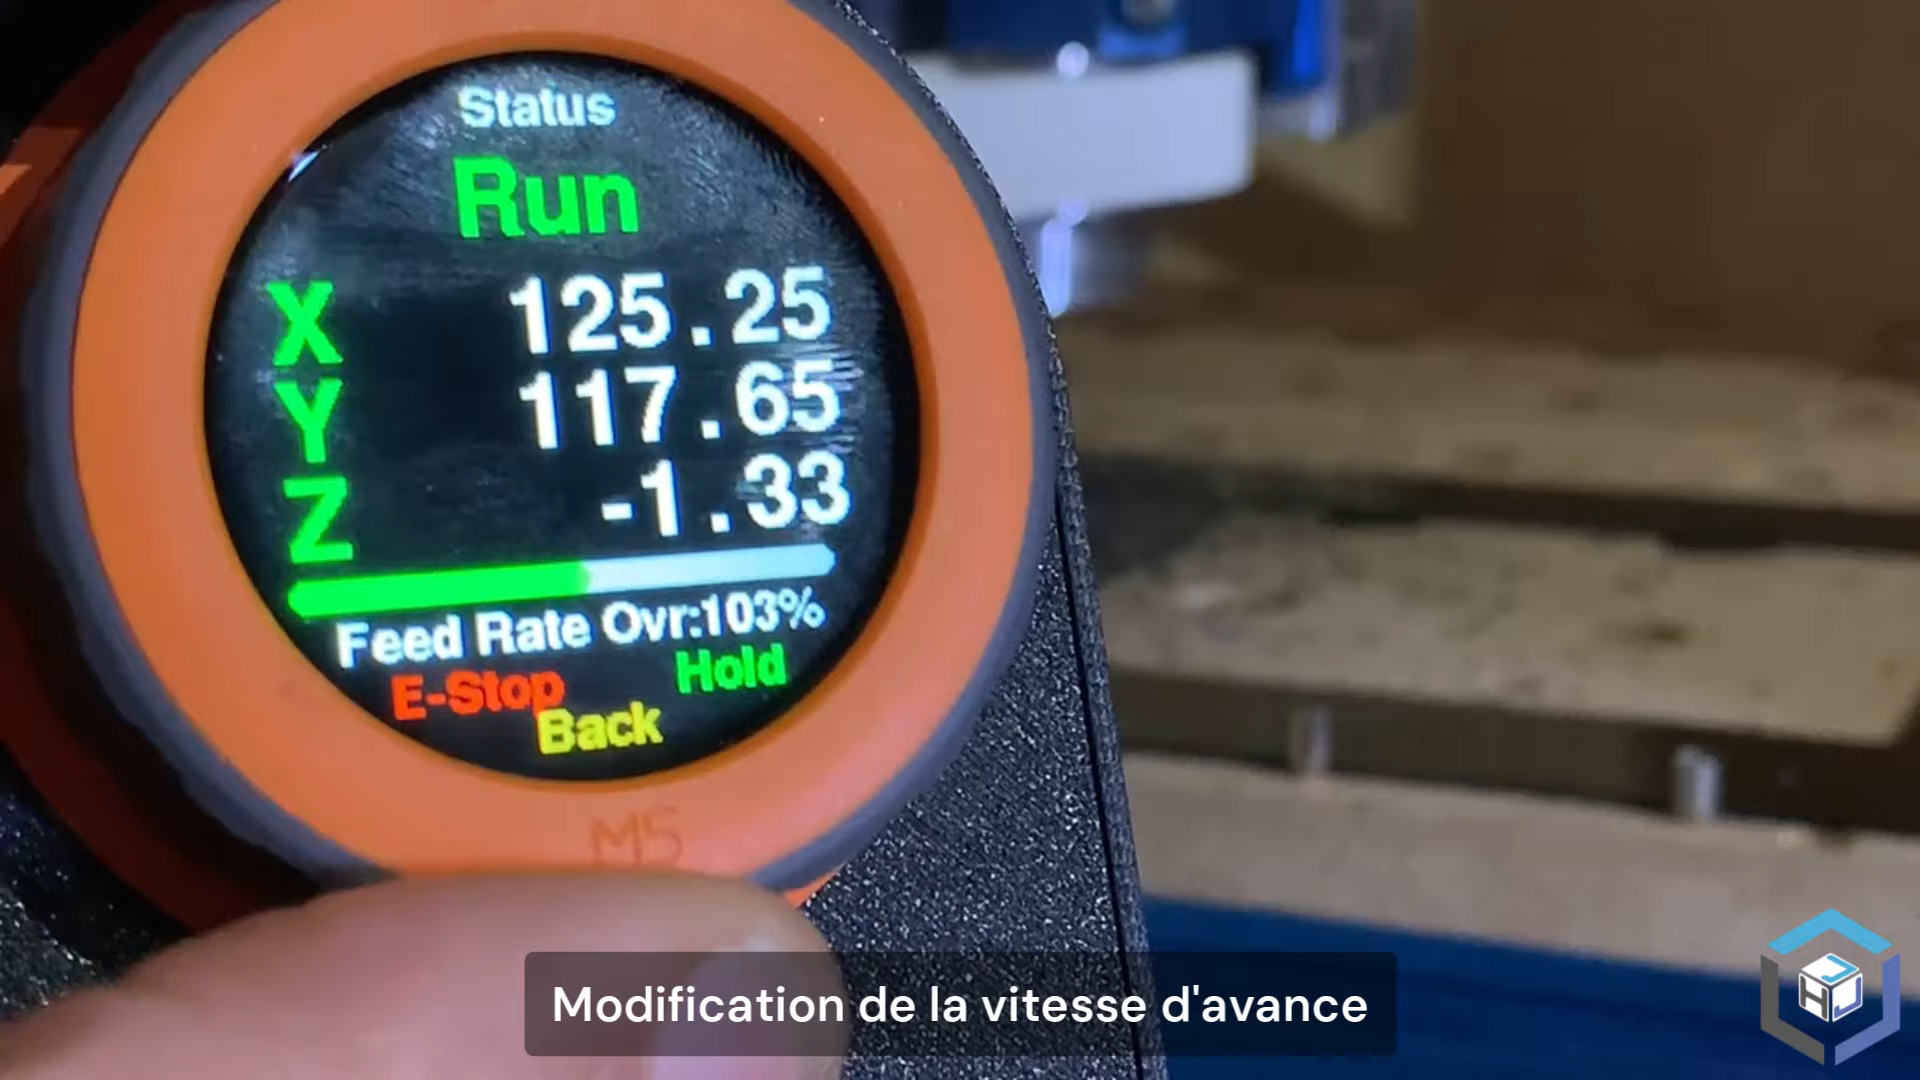 Status
Run
X 125.25
Y 117.65
Z -1.33
Feed Rate Ovr:103%
E-Stop Hold
Back
M5
Modification de la vitesse d'avance